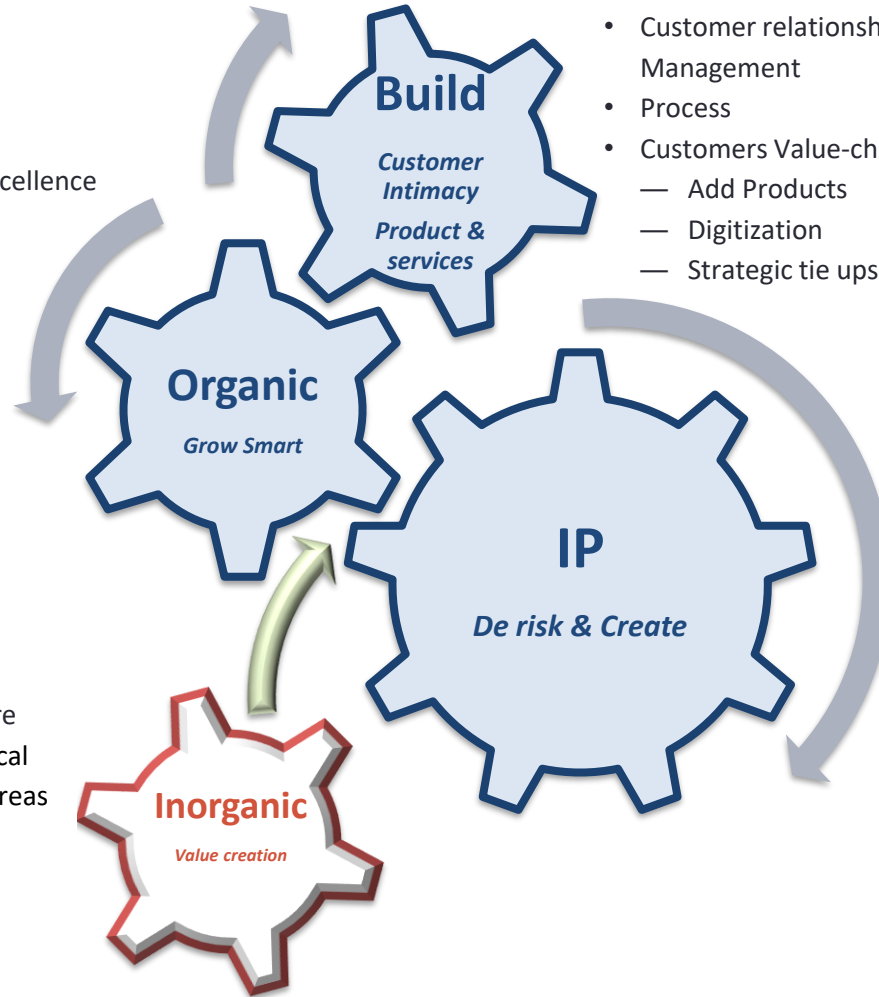 • Customer relationsh
Management
• Process
• Customers Value-ch
— Add Products
— Digitization
— Strategic tie ups
Build
Customer
Intimacy
Product &
services
cellence
Organic
Grow Smart
IP
De risk & Create
re
cal
reas
Inorganic
Value creation